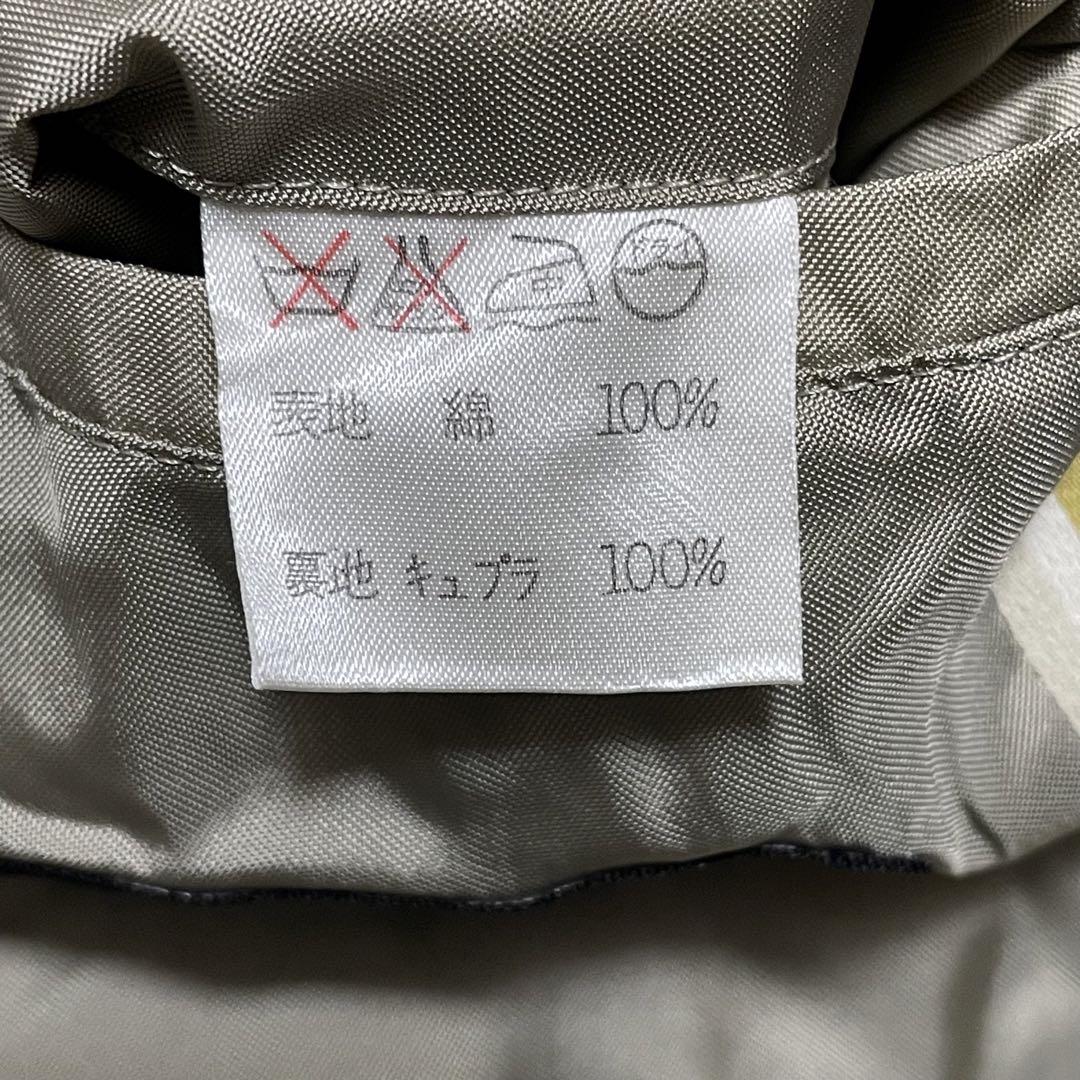 ドライ
表地 綿 100%
裏地 キュプラ 100%